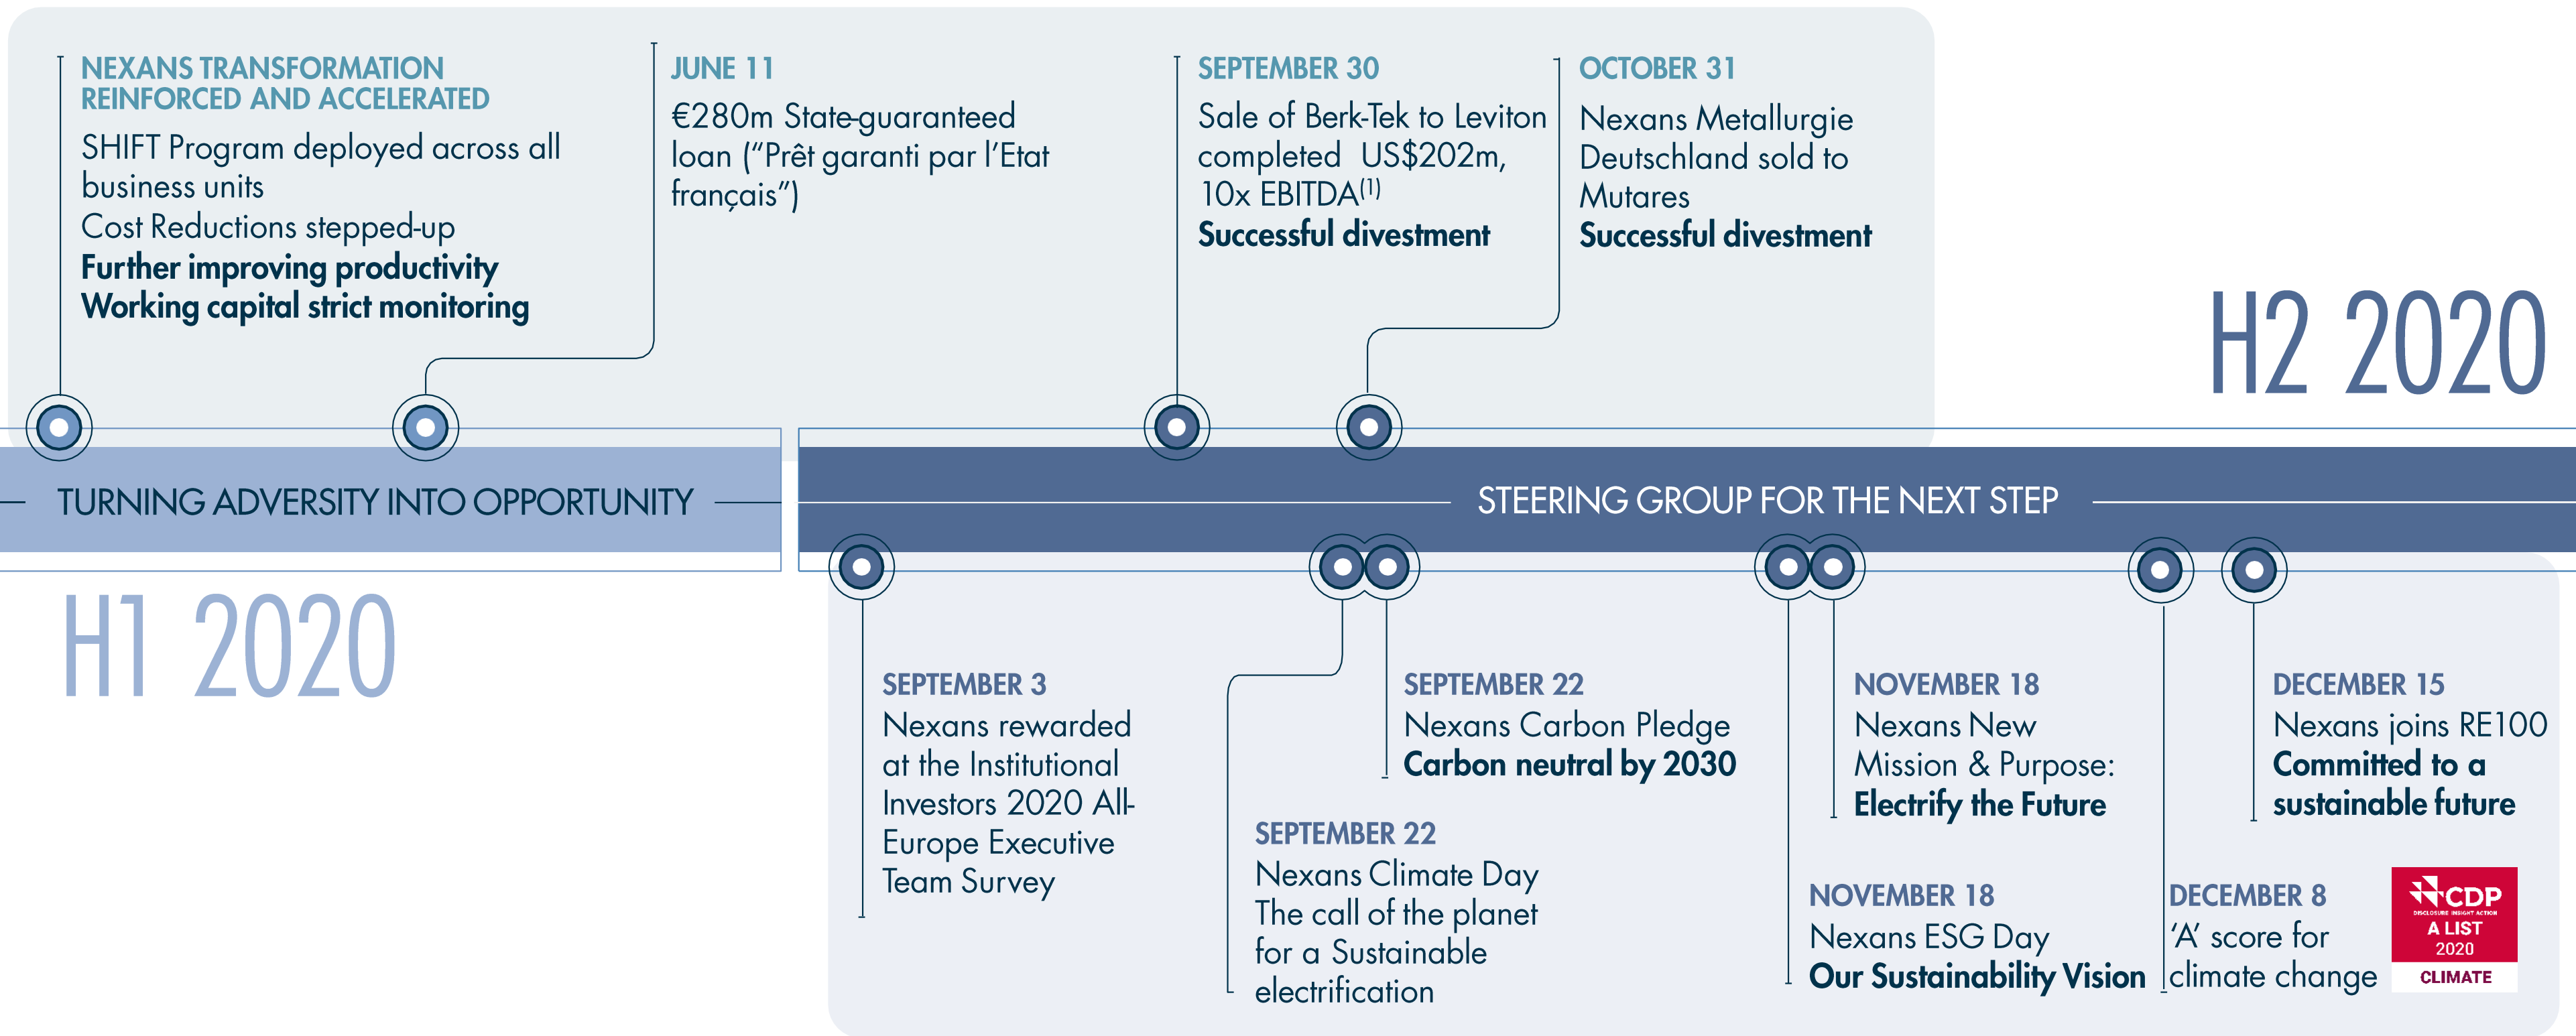 NEXANS TRANSFORMATION
REINFORCED AND ACCELERATED
SHIFT Program deployed across all
business units
Cost Reductions stepped-up
Further improving productivity
Working capital strict monitoring
JUNE 11
€280m State-guaranteed
loan (“Prêt garanti par l’Etat
français”)
SEPTEMBER 30
Sale of Berk-Tek to Leviton
completed US$202m,
10x EBITDA(1)
Successful divestment
OCTOBER 31
Nexans Metallurgie
Deutschland sold to
Mutares
Successful divestment
H2 2020
TURNING ADVERSITY INTO OPPORTUNITY
STEERING GROUP FOR THE NEXT STEP
H1 2020
SEPTEMBER 3
Nexans rewarded
at the Institutional
Investors 2020 All-
Europe Executive
Team Survey
SEPTEMBER 22
Nexans Climate Day
The call of the planet
for a Sustainable
electrification
SEPTEMBER 22
Nexans Carbon Pledge
Carbon neutral by 2030
NOVEMBER 18
Nexans ESG Day
Our Sustainability Vision
NOVEMBER 18
Nexans New
Mission & Purpose:
Electrify the Future
DECEMBER 8
‘A’ score for
climate change
DECEMBER 15
Nexans joins RE100
Committed to a
sustainable future
CDP
DISCLOSURE INSIGHT ACTION
A LIST
2020
CLIMATE